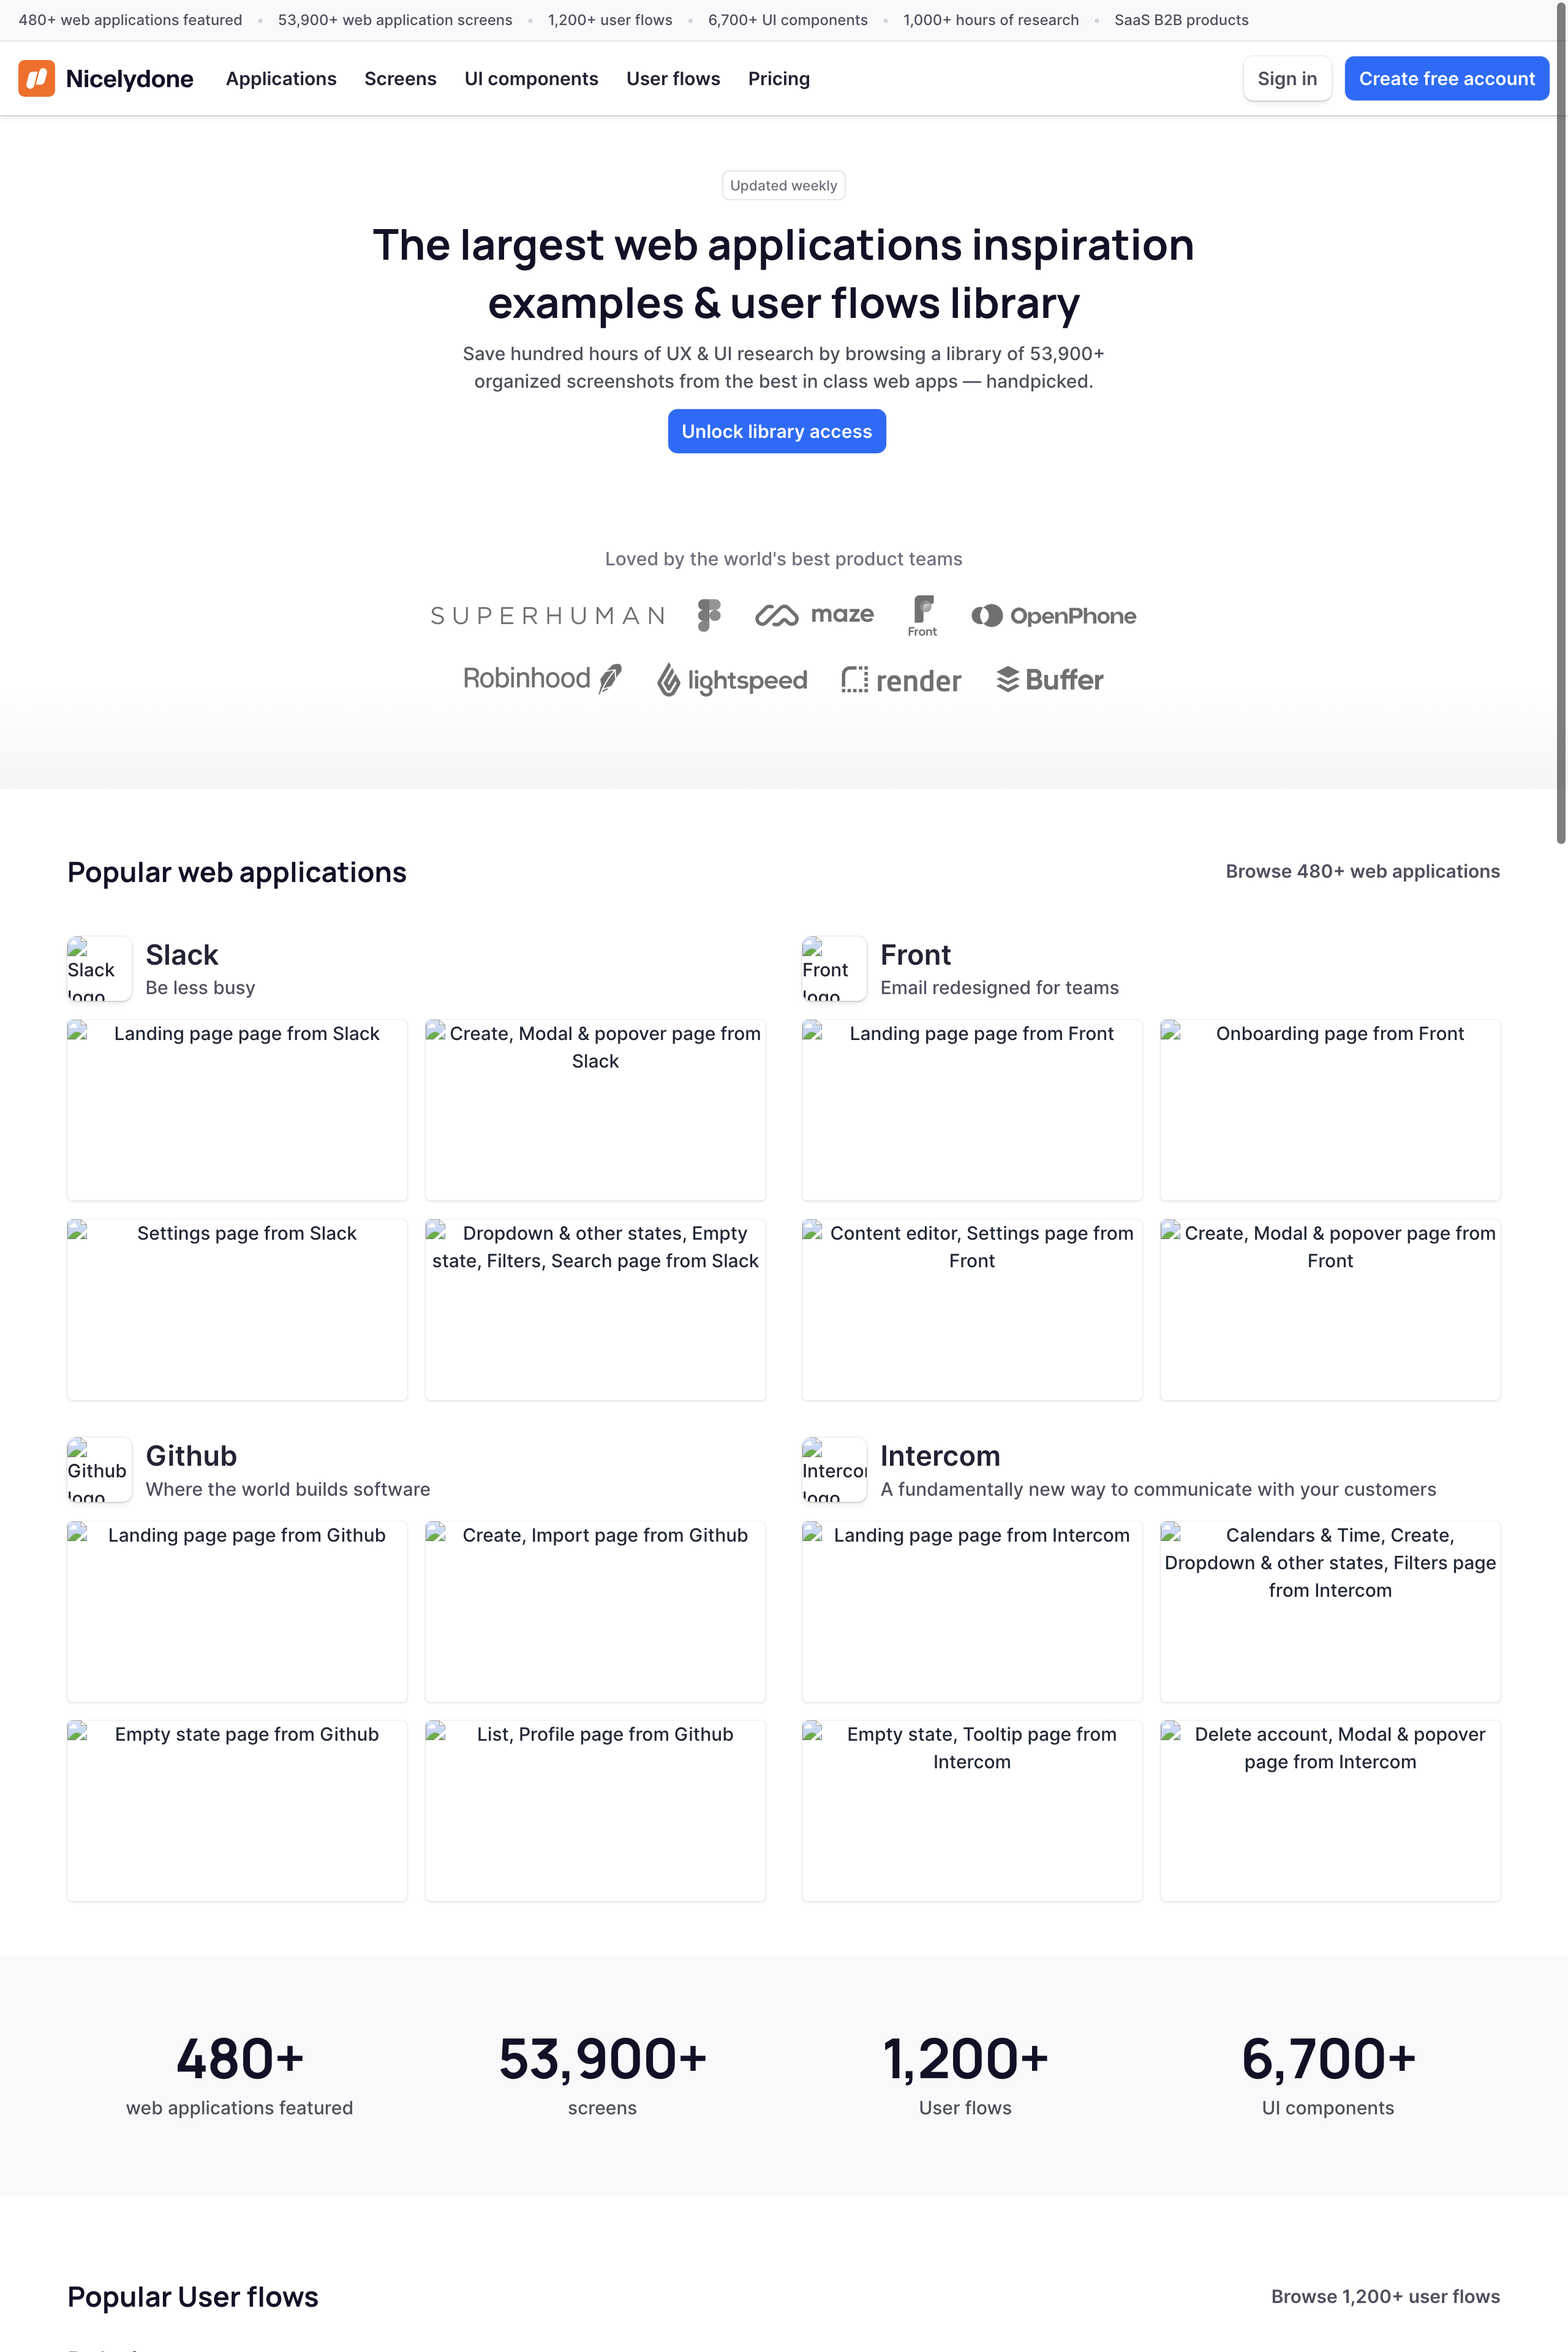 480+ web applications featured • 53,900+ web application screens • 1,200+ user flows • 6,700+ UI components • 1,000+ hours of research • SaaS B2B products
Nicelydone Applications Screens UI components User flows Pricing Sign in Create free account
Updated weekly
The largest web applications inspiration
examples & user flows library
Save hundred hours of UX & UI research by browsing a library of 53,900+
organized screenshots from the best in class web apps — handpicked.
Unlock library access
Loved by the world's best product teams
SUPERHUMAN maze Front OpenPhone
Robinhood lightspeed render Buffer
Popular web applications Browse 480+ web applications
Slack logo
Slack
Be less busy
Landing page page from Slack
Create, Modal & popover page from
Slack
Settings page from Slack
Dropdown & other states, Empty
state, Filters, Search page from Slack
Front logo
Front
Email redesigned for teams
Landing page page from Front
Onboarding page from Front
Content editor, Settings page from
Front
Create, Modal & popover page from
Front
Github logo
Github
Where the world builds software
Landing page page from Github
Create, Import page from Github
Empty state page from Github
List, Profile page from Github
Intercom logo
Intercom
A fundamentally new way to communicate with your customers
Landing page page from Intercom
Calendars & Time, Create,
Dropdown & other states, Filters page
from Intercom
Empty state, Tooltip page from
Intercom
Delete account, Modal & popover
page from Intercom
480+ 53,900+ 1,200+ 6,700+
web applications featured screens User flows UI components
Popular User flows Browse 1,200+ user flows